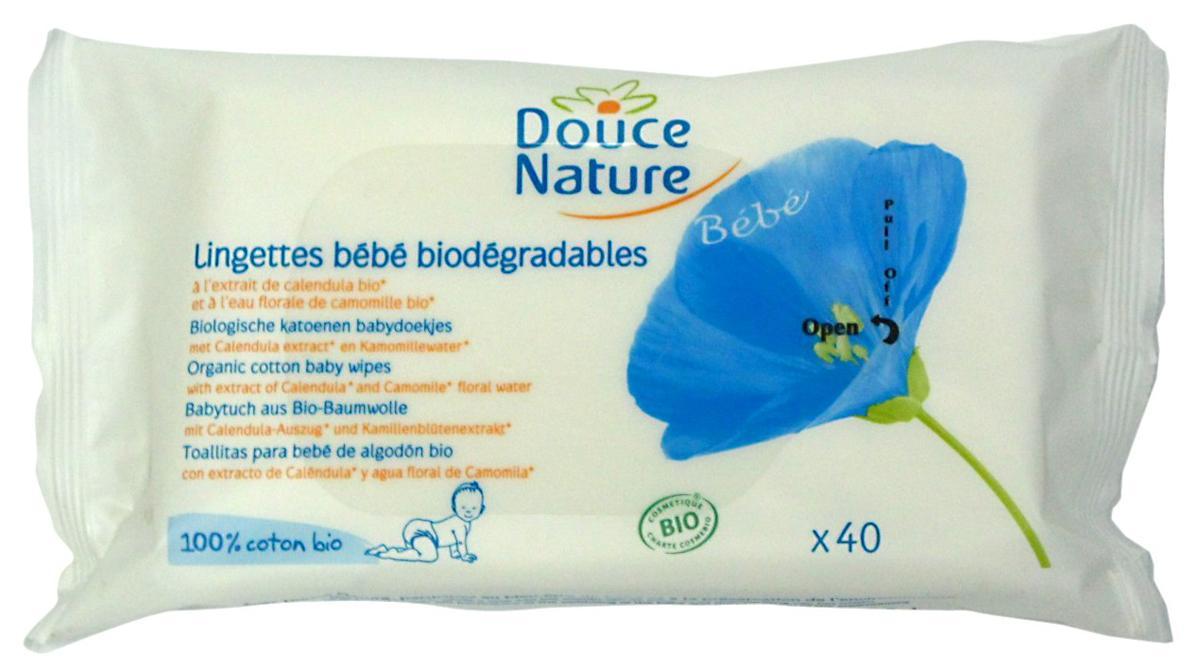 Douce
Nature
Bébé
Pull Off
Open
Lingettes bébé biodégradables
à l'extrait de calendula bio*
et à l'eau florale de camomille bio*
Biologische katoenen babydoekjes
met Calendula extract* en Kamomillewater*
Organic cotton baby wipes
with extract of Calendula* and Camomile* floral water
Babytuch aus Bio-Baumwolle
mit Calendula-Auszug* und Kamillenblütenextrakt*
Toallitas para bebé de algodón bio
con extracto de Caléndula* y agua floral de Camomila*
100% coton bio
COSMETIQUE
BIO
CHARTE COSMEBIO
x40